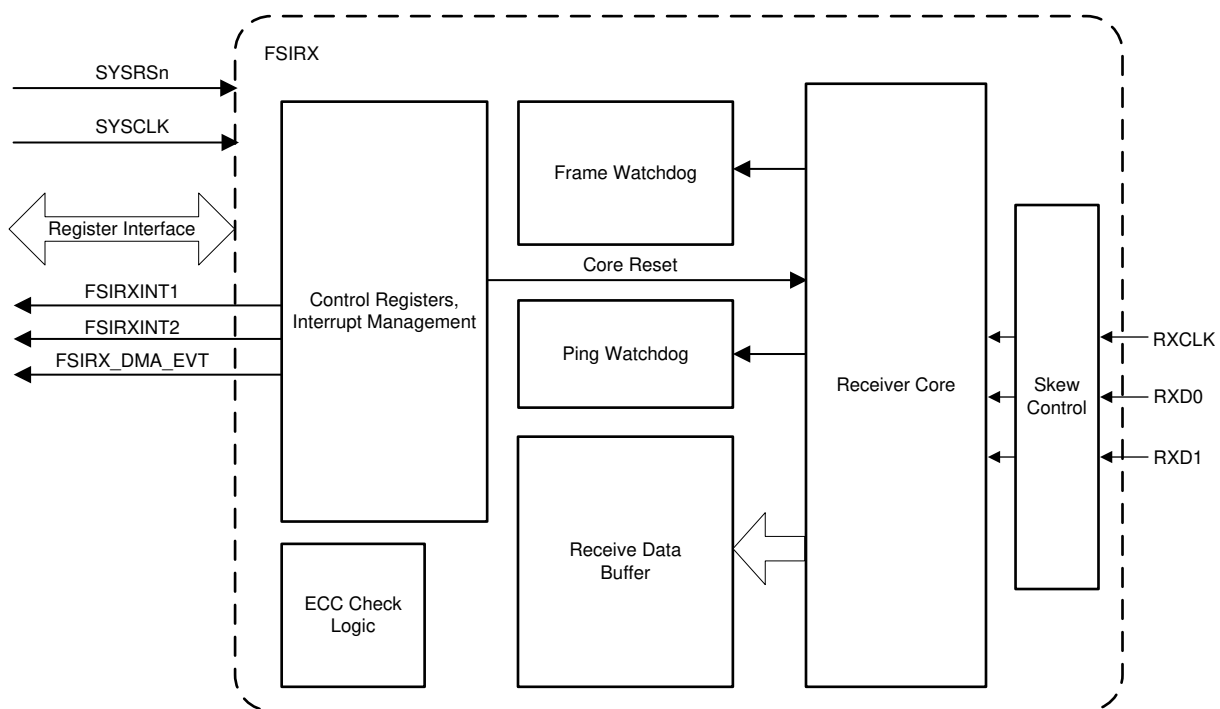 FSIRX
SYSRSn
SYSCLK
Register Interface
FSIRXINT1
FSIRXINT2
FSIRX_DMA_EVT
Control Registers,
Interrupt Management
ECC Check
Logic
Frame Watchdog
Core Reset
Ping Watchdog
Receive Data
Buffer
Receiver Core
Skew
Control
RXCLK
RXD0
RXD1